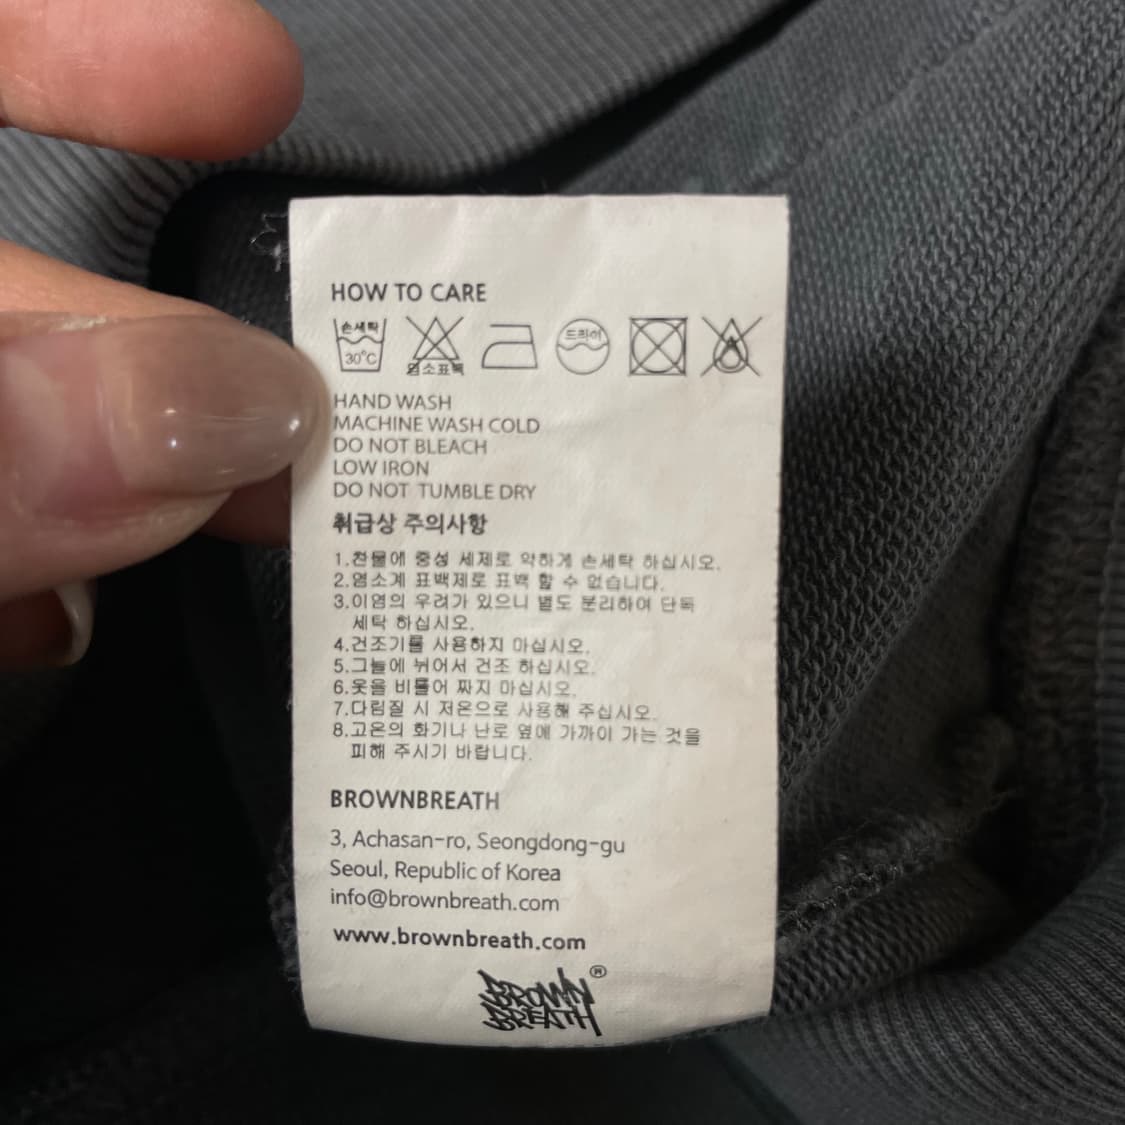 HOW TO CARE
손세탁
30°C
염소표백
드라이
HAND WASH
MACHINE WASH COLD
DO NOT BLEACH
LOW IRON
DO NOT TUMBLE DRY
취급상 주의사항
1.찬물에 중성 세제로 약하게 손세탁 하십시오.
2.염소계 표백제로 표백 할 수 없습니다.
3.이염의 우려가 있으니 별도 분리하여 단독
세탁 하십시오.
4.건조기를 사용하지 마십시오.
5.그늘에 뉘어서 건조 하십시오.
6.옷을 비틀어 짜지 마십시오.
7.다림질 시 저온으로 사용해 주십시오.
8.고온의 화기나 난로 옆에 가까이 가는 것을
피해 주시기 바랍니다.
BROWNBREATH
3, Achasan-ro, Seongdong-gu
Seoul, Republic of Korea
info@brownbreath.com
www.brownbreath.com
BROWN ®
BREATH